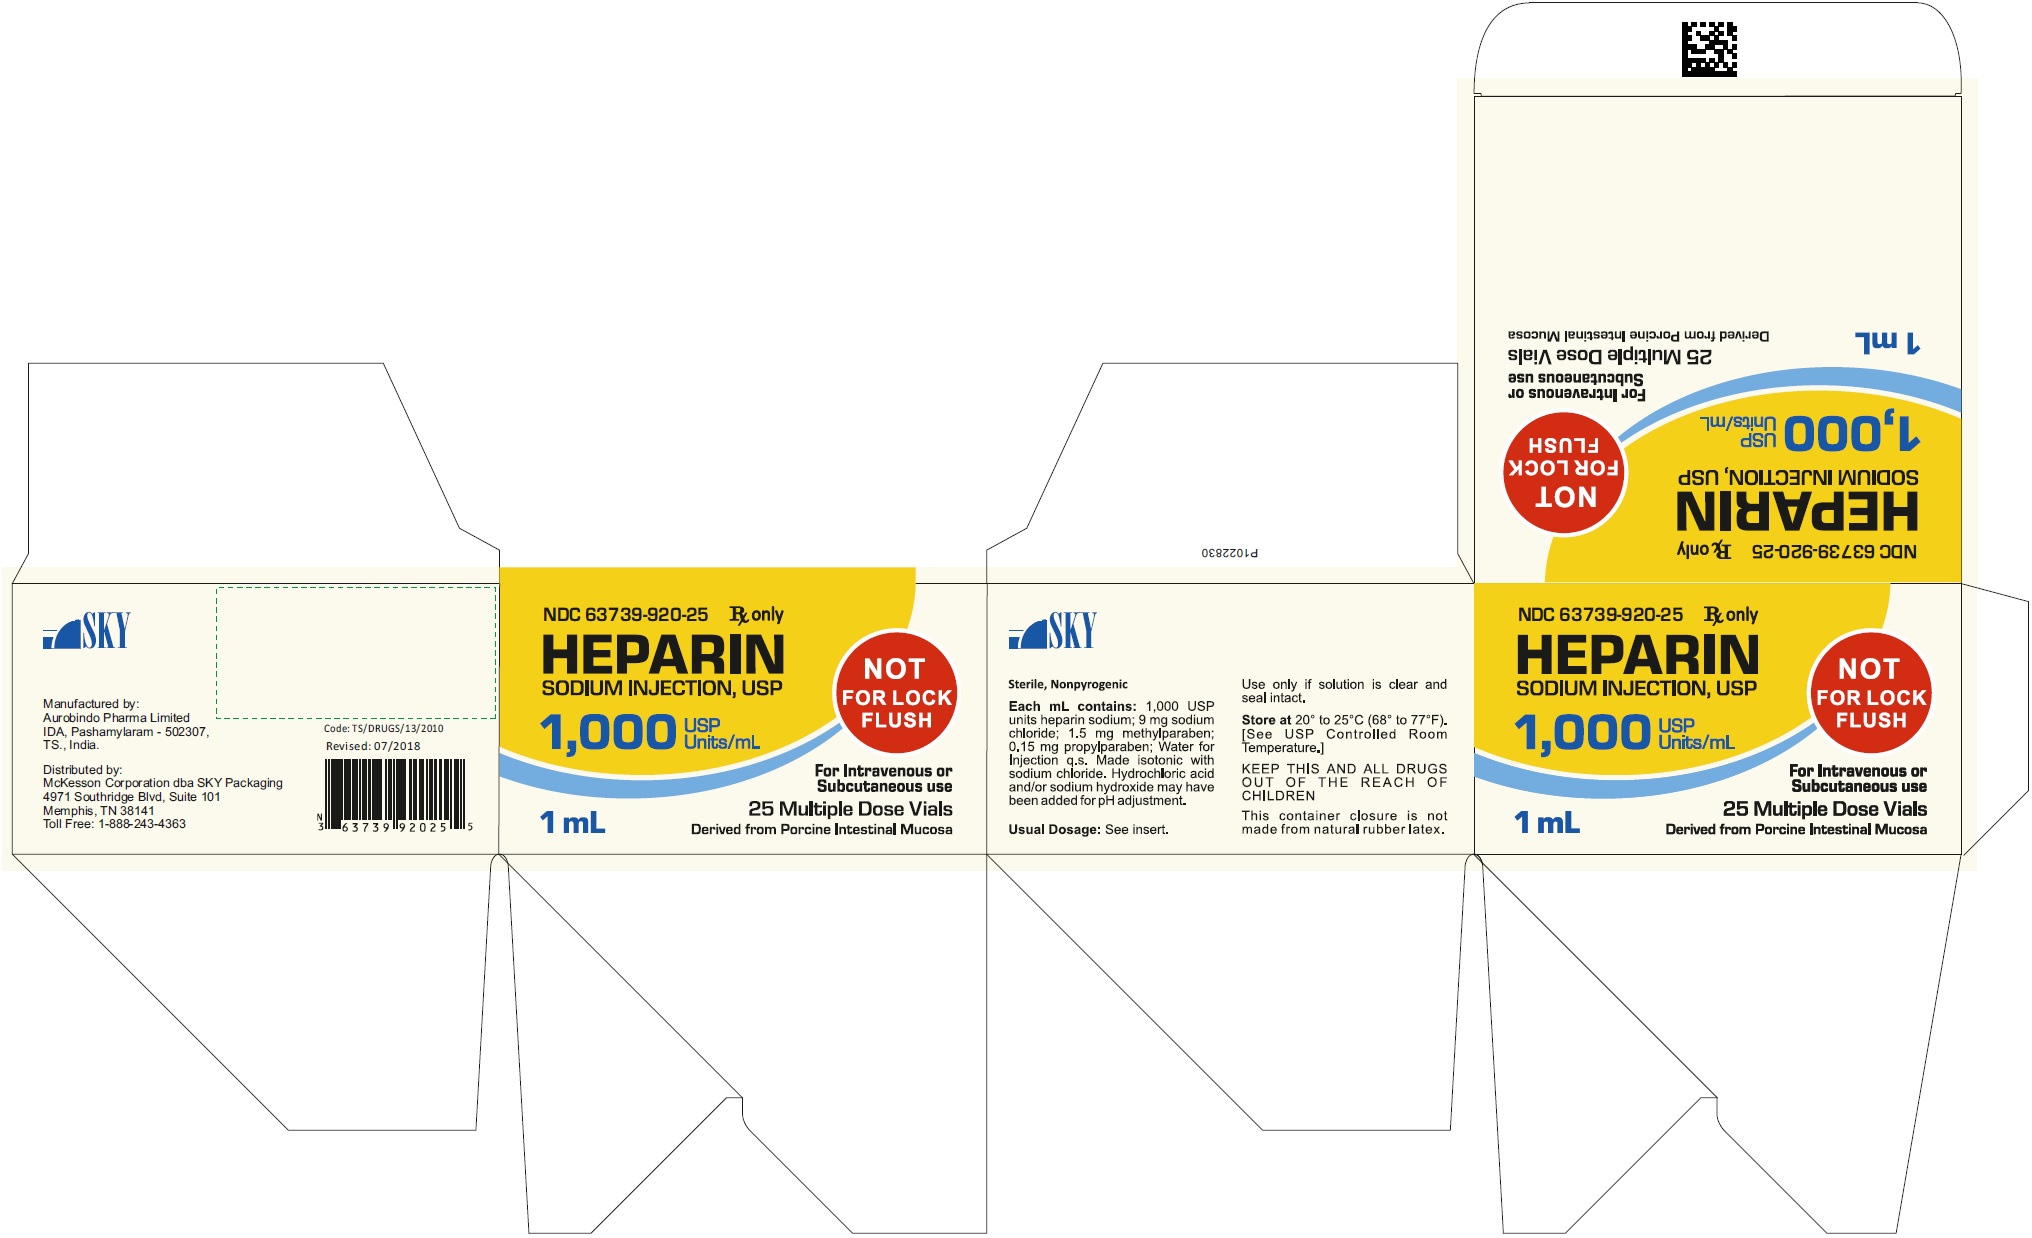 NDC 63739-920-25 ℞ only
HEPARIN
SODIUM INJECTION, USP
1,000 USP
Units/mL
NOT
FOR LOCK
FLUSH
For Intravenous or
Subcutaneous use
25 Multiple Dose Vials
Derived from Porcine Intestinal Mucosa
1 mL
P1022830
SKY
Manufactured by:
Aurobindo Pharma Limited
IDA, Pashamylaram - 502307,
TS., India.
Distributed by:
McKesson Corporation dba SKY Packaging
4971 Southridge Blvd, Suite 101
Memphis, TN 38141
Toll Free: 1-888-243-4363
Code: TS/DRUGS/13/2010
Revised: 07/2018
N
3 63739 92025 5
NDC 63739-920-25 ℞ only
HEPARIN
SODIUM INJECTION, USP
1,000 USP
Units/mL
NOT
FOR LOCK
FLUSH
For Intravenous or
Subcutaneous use
1 mL
25 Multiple Dose Vials
Derived from Porcine Intestinal Mucosa
SKY
Sterile, Nonpyrogenic
Each mL contains: 1,000 USP
units heparin sodium; 9 mg sodium
chloride; 1.5 mg methylparaben;
0.15 mg propylparaben; Water for
Injection q.s. Made isotonic with
sodium chloride. Hydrochloric acid
and/or sodium hydroxide may have
been added for pH adjustment.
Usual Dosage: See insert.
Use only if solution is clear and
seal intact.
Store at 20° to 25°C (68° to 77°F).
[See USP Controlled Room
Temperature.]
KEEP THIS AND ALL DRUGS
OUT OF THE REACH OF
CHILDREN
This container closure is not
made from natural rubber latex.
NDC 63739-920-25 ℞ only
HEPARIN
SODIUM INJECTION, USP
1,000 USP
Units/mL
NOT
FOR LOCK
FLUSH
For Intravenous or
Subcutaneous use
1 mL
25 Multiple Dose Vials
Derived from Porcine Intestinal Mucosa